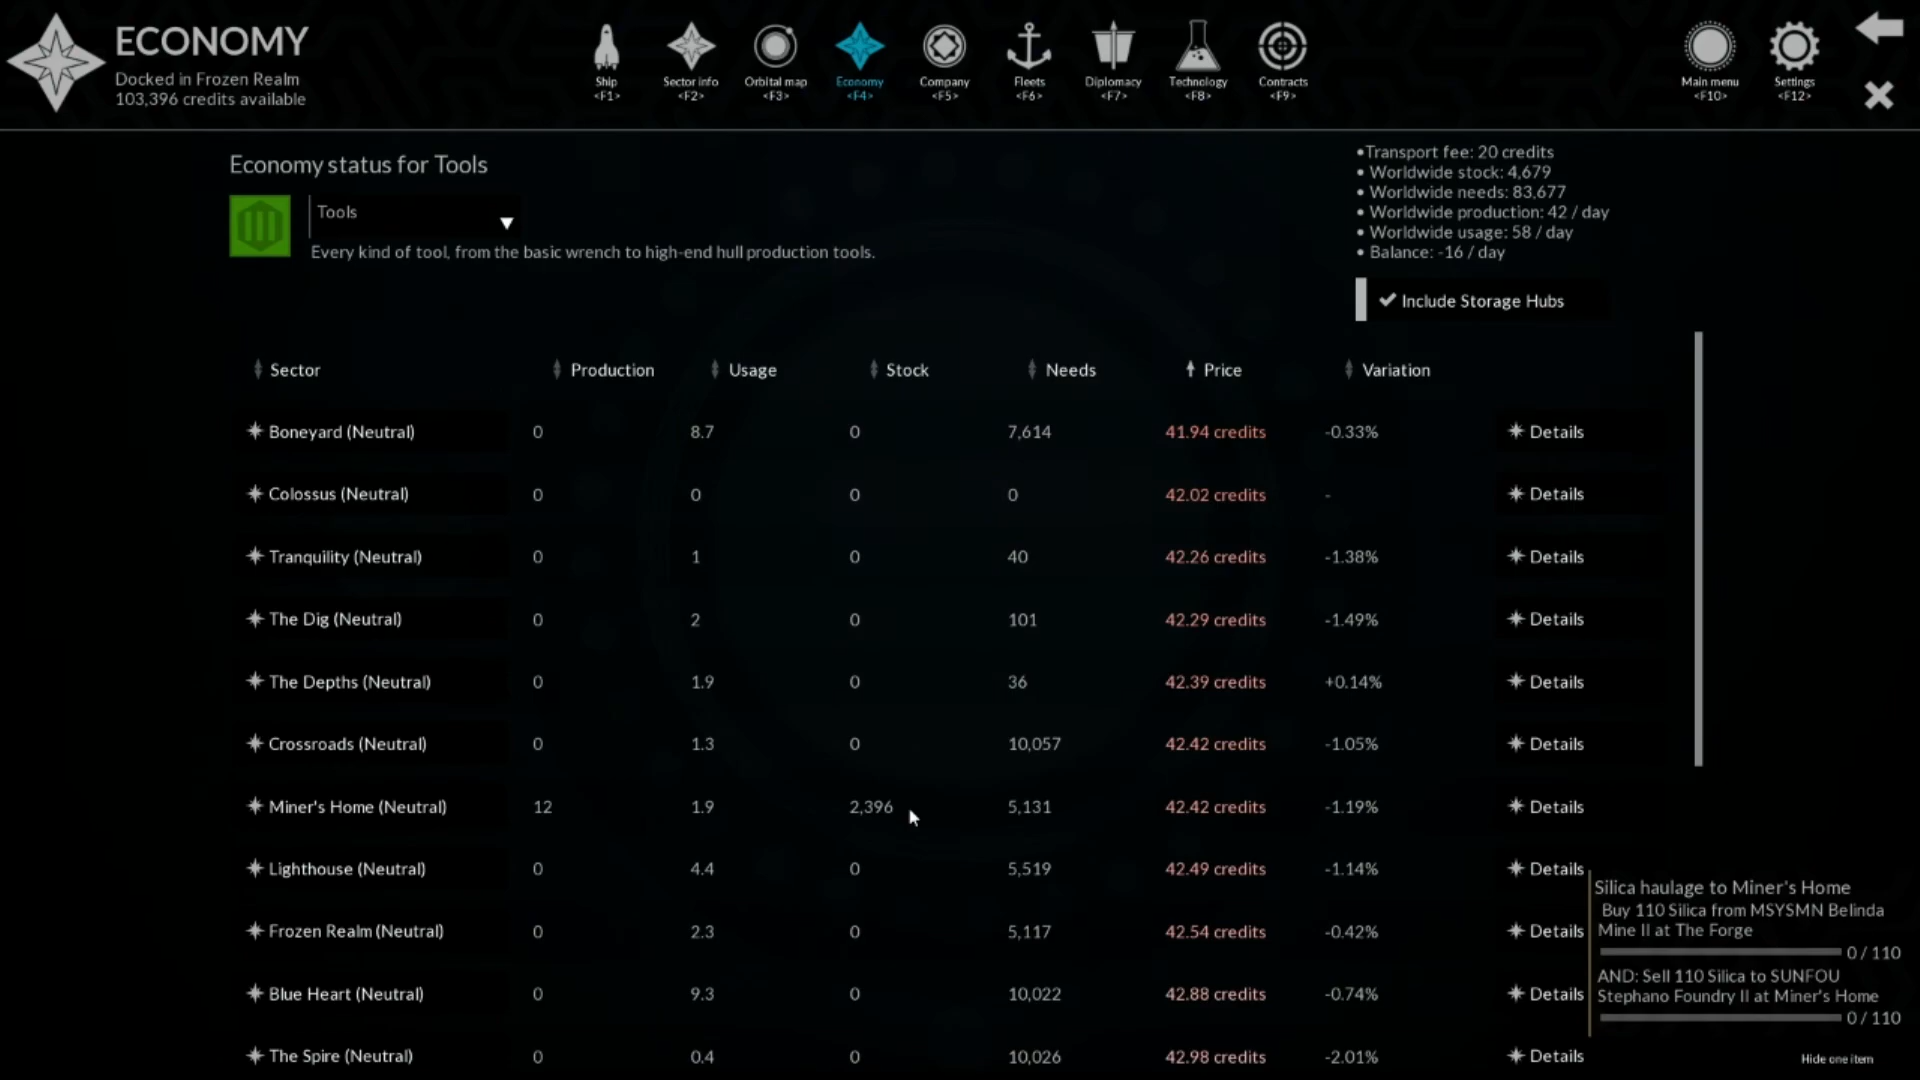 ECONOMY
Docked in Frozen Realm
103,396 credits available
Ship
<F1>
Sector info
<F2>
Orbital map
<F3>
Economy
<F4>
Company
<F5>
Fleets
<F6>
Diplomacy
<F7>
Technology
<F8>
Contracts
<F9>
Main menu
<F10>
Settings
<F12>
Economy status for Tools
Tools
Every kind of tool, from the basic wrench to high-end hull production tools.
•Transport fee: 20 credits
• Worldwide stock: 4,679
• Worldwide needs: 83,677
• Worldwide production: 42 / day
• Worldwide usage: 58 / day
• Balance: -16 / day
Include Storage Hubs
Sector Production Usage Stock Needs Price Variation
Boneyard (Neutral) 0 8.7 0 7,614 41.94 credits -0.33% Details
Colossus (Neutral) 0 0 0 0 42.02 credits - Details
Tranquility (Neutral) 0 1 0 40 42.26 credits -1.38% Details
The Dig (Neutral) 0 2 0 101 42.29 credits -1.49% Details
The Depths (Neutral) 0 1.9 0 36 42.39 credits +0.14% Details
Crossroads (Neutral) 0 1.3 0 10,057 42.42 credits -1.05% Details
Miner's Home (Neutral) 12 1.9 2,396 5,131 42.42 credits -1.19% Details
Lighthouse (Neutral) 0 4.4 0 5,519 42.49 credits -1.14% Details
Frozen Realm (Neutral) 0 2.3 0 5,117 42.54 credits -0.42% Details
Blue Heart (Neutral) 0 9.3 0 10,022 42.88 credits -0.74% Details
The Spire (Neutral) 0 0.4 0 10,026 42.98 credits -2.01% Details
Silica haulage to Miner's Home
Buy 110 Silica from MSYSMN Belinda
Mine II at The Forge
0 / 110
AND: Sell 110 Silica to SUNFOU
Stephano Foundry II at Miner's Home
0 / 110
Hide one item